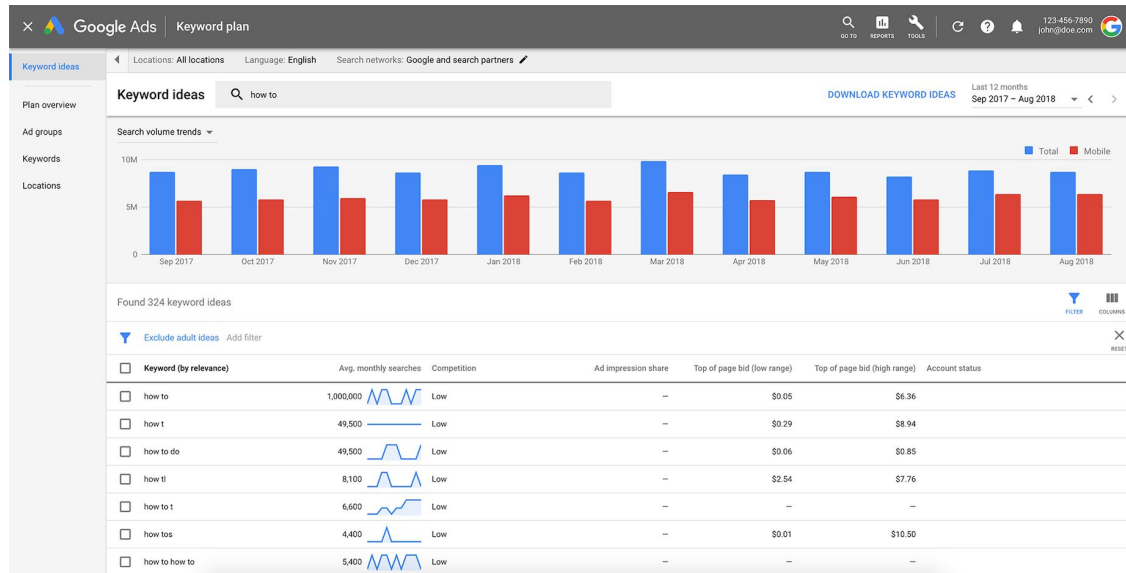 Google Ads Keyword plan GO TO REPORTS TOOLS 123-456-7890
john@doe.com
Keyword ideas
Plan overview
Ad groups
Keywords
Locations
Locations: All locations Language: English Search networks: Google and search partners
Keyword ideas how to DOWNLOAD KEYWORD IDEAS Last 12 months
Sep 2017 – Aug 2018
Search volume trends
Total Mobile
10M
5M
0
Sep 2017 Oct 2017 Nov 2017 Dec 2017 Jan 2018 Feb 2018 Mar 2018 Apr 2018 May 2018 Jun 2018 Jul 2018 Aug 2018
Found 324 keyword ideas FILTER COLUMNS
Exclude adult ideas Add filter RESET
Keyword (by relevance) Avg. monthly searches Competition Ad impression share Top of page bid (low range) Top of page bid (high range) Account status
how to 1,000,000 Low – $0.05 $6.36
how t 49,500 Low – $0.29 $8.94
how to do 49,500 Low – $0.06 $0.85
how tl 8,100 Low – $2.54 $7.76
how to t 6,600 Low – – –
how tos 4,400 Low – $0.01 $10.50
how to how to 5,400 Low – – –